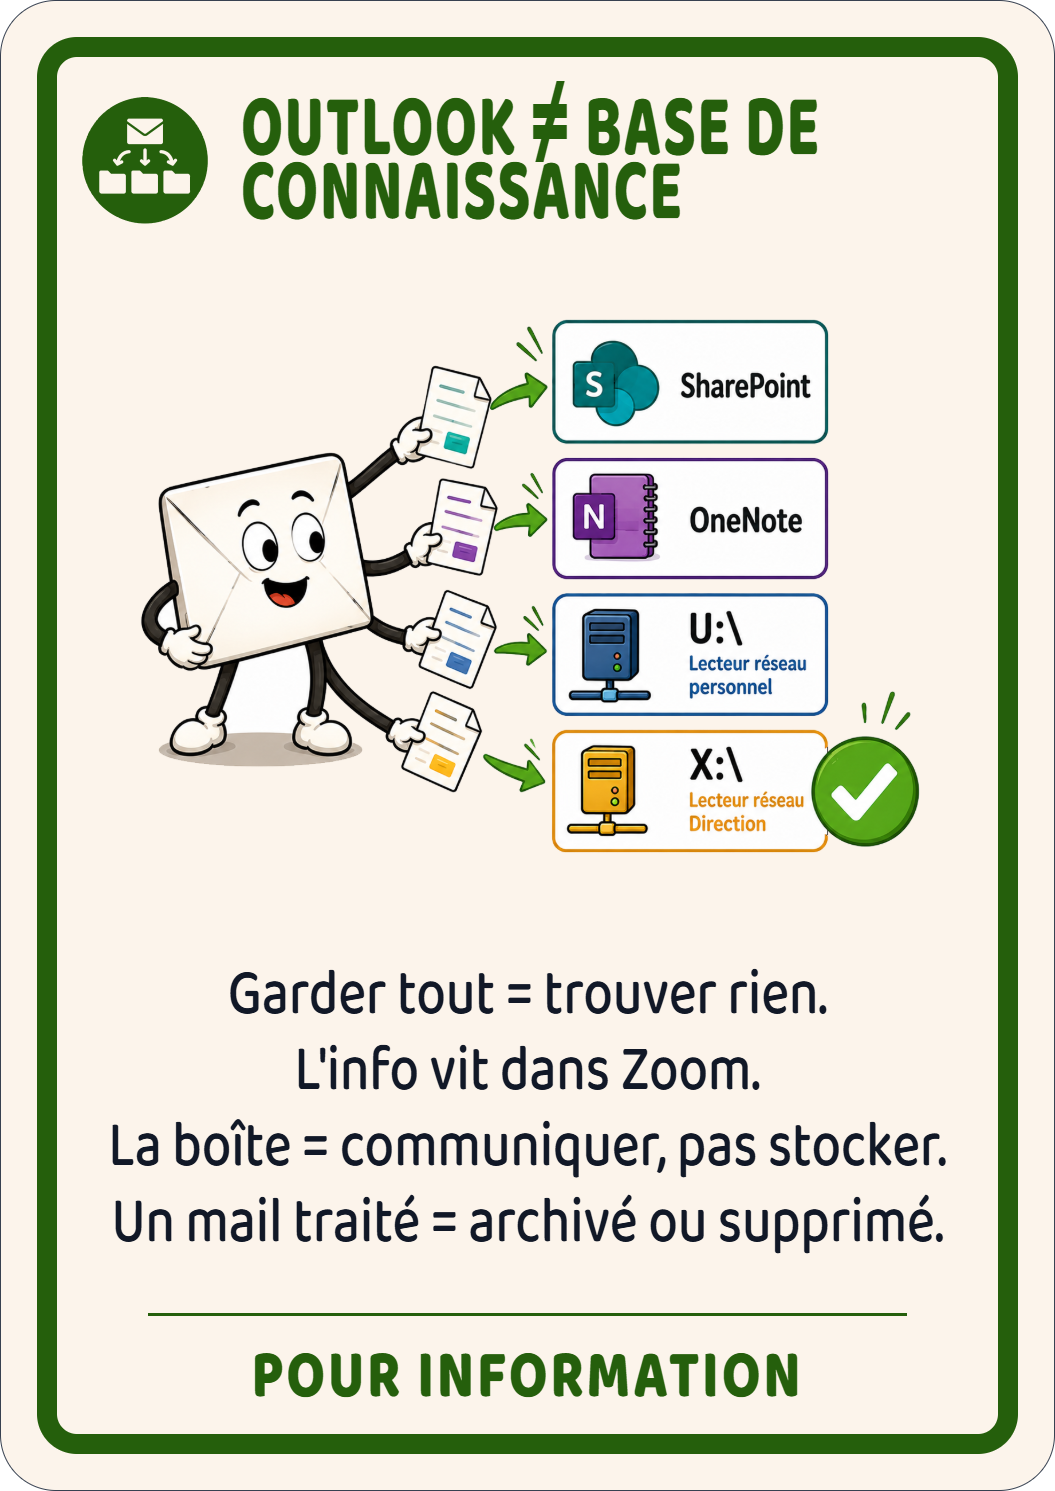 OUTLOOK ≠ BASE DE
CONNAISSANCE
S
SharePoint
N
OneNote
U:\
Lecteur réseau
personnel
X:\
Lecteur réseau
Direction
Garder tout = trouver rien.
L'info vit dans Zoom.
La boîte = communiquer, pas stocker.
Un mail traité = archivé ou supprimé.
POUR INFORMATION